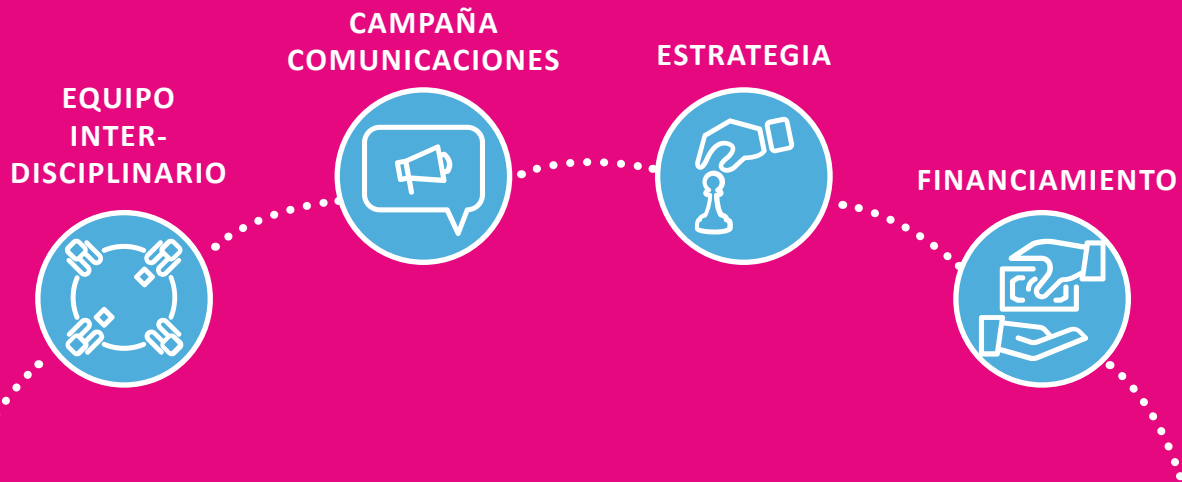 EQUIPO
INTER-
DISCIPLINARIO
CAMPAÑA
COMUNICACIONES
ESTRATEGIA
FINANCIAMIENTO